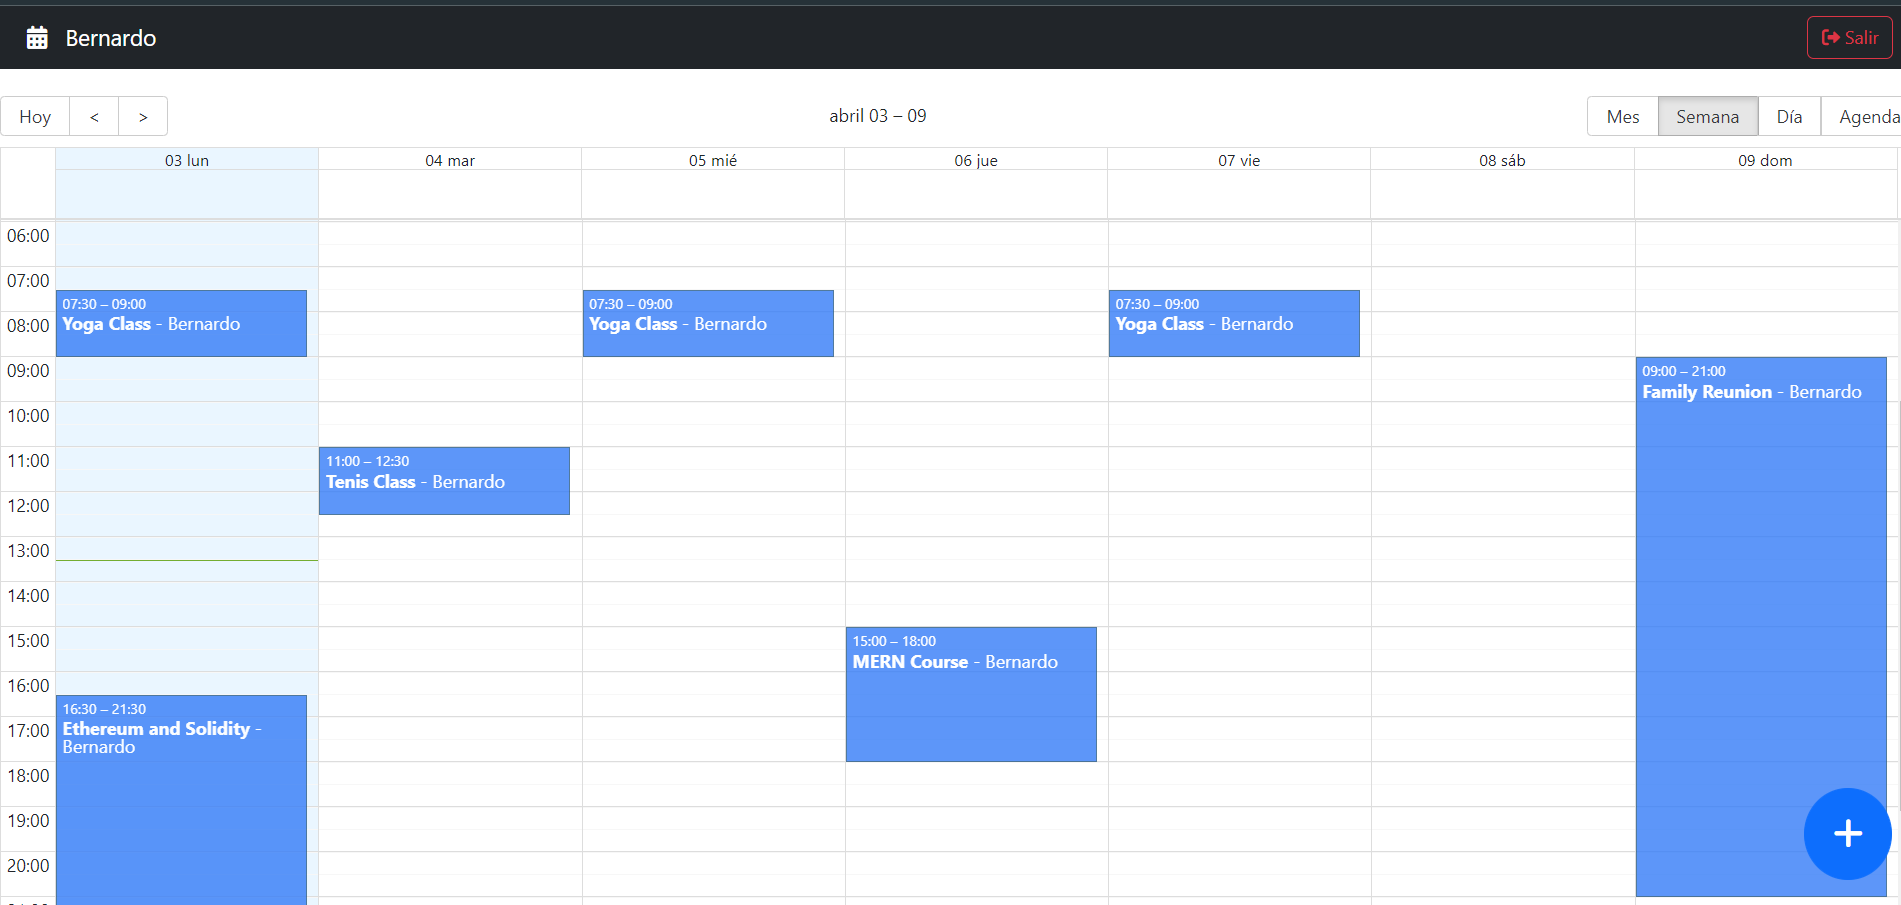 Bernardo
Salir
Hoy < >
abril 03 – 09
Mes Semana Día Agenda
03 lun 04 mar 05 mié 06 jue 07 vie 08 sáb 09 dom
06:00
07:00
08:00
09:00
10:00
11:00
12:00
13:00
14:00
15:00
16:00
17:00
18:00
19:00
20:00
07:30 – 09:00
Yoga Class - Bernardo
16:30 – 21:30
Ethereum and Solidity -
Bernardo
11:00 – 12:30
Tenis Class - Bernardo
07:30 – 09:00
Yoga Class - Bernardo
15:00 – 18:00
MERN Course - Bernardo
07:30 – 09:00
Yoga Class - Bernardo
09:00 – 21:00
Family Reunion - Bernardo